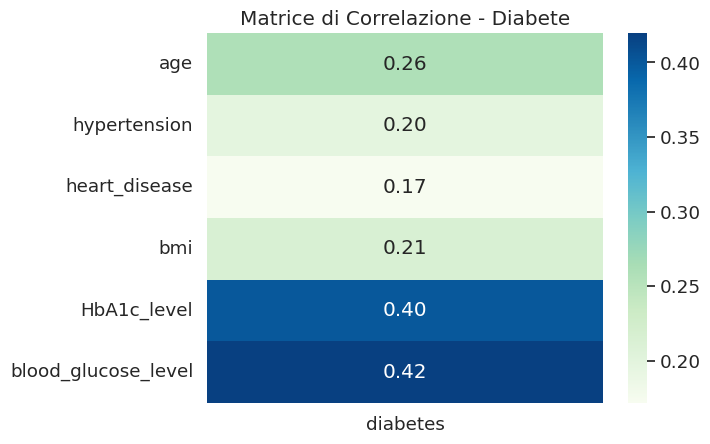 Matrice di Correlazione - Diabete
age
0.26
hypertension
0.20
heart_disease
0.17
bmi
0.21
HbA1c_level
0.40
blood_glucose_level
0.42
diabetes
0.40
0.35
0.30
0.25
0.20